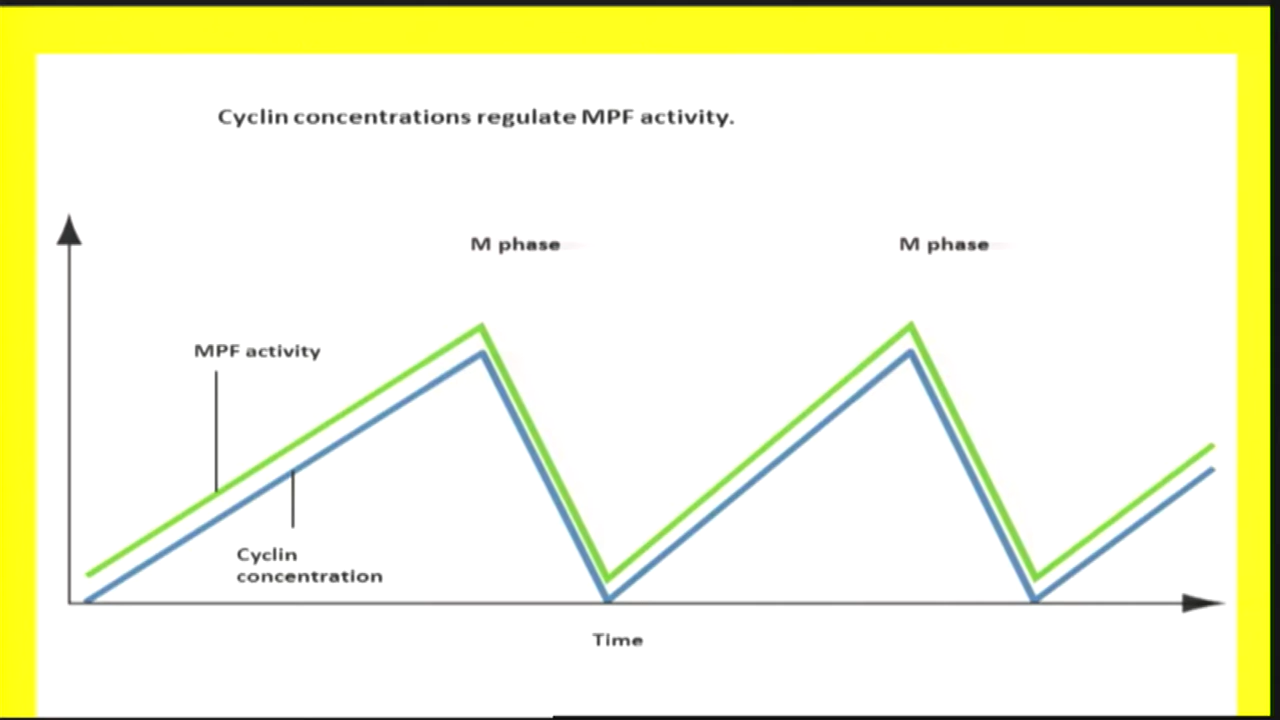 Cyclin concentrations regulate MPF activity.
M phase
M phase
MPF activity
Cyclin
concentration
Time